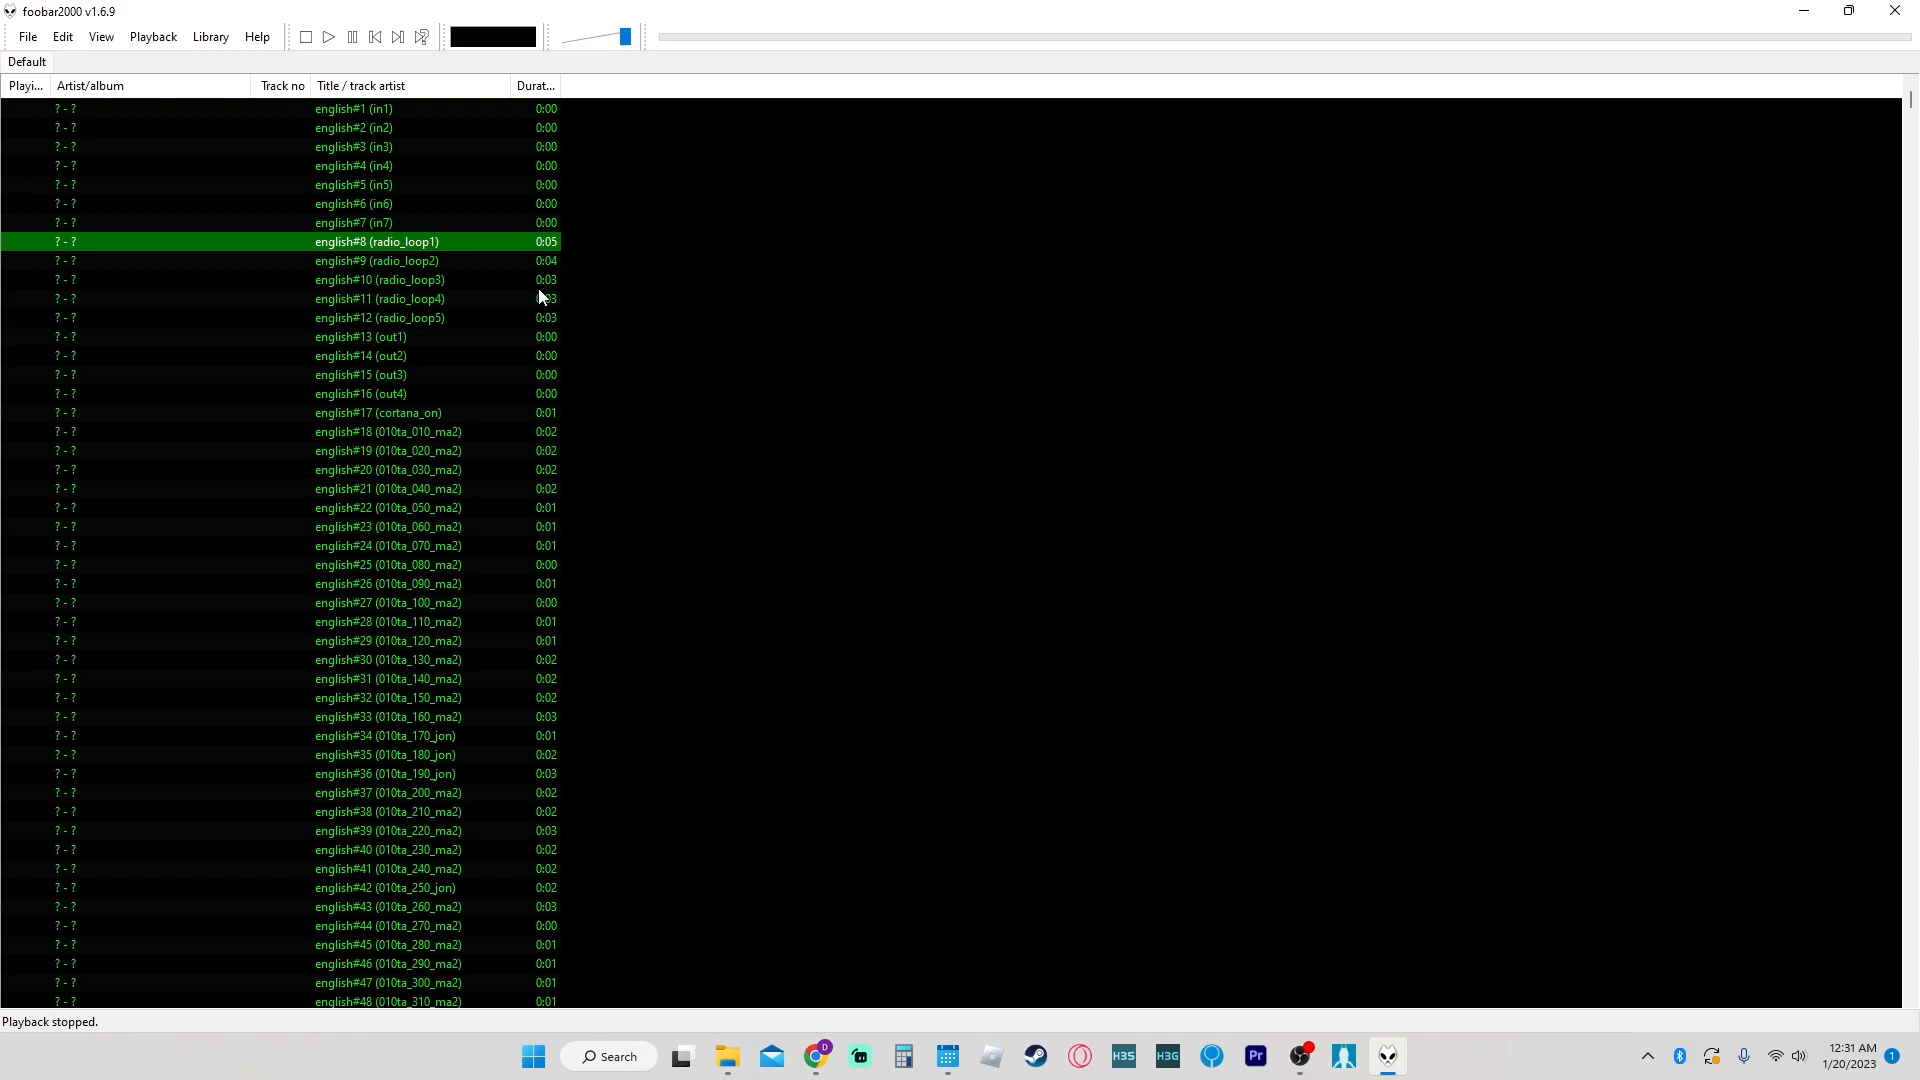 foobar2000 v1.6.9
File Edit View Playback Library Help
Default
Playi... Artist/album Track no Title / track artist Durat...
? - ? english#1 (in1) 0:00
? - ? english#2 (in2) 0:00
? - ? english#3 (in3) 0:00
? - ? english#4 (in4) 0:00
? - ? english#5 (in5) 0:00
? - ? english#6 (in6) 0:00
? - ? english#7 (in7) 0:00
? - ? english#8 (radio_loop1) 0:05
? - ? english#9 (radio_loop2) 0:04
? - ? english#10 (radio_loop3) 0:03
? - ? english#11 (radio_loop4) 0:03
? - ? english#12 (radio_loop5) 0:03
? - ? english#13 (out1) 0:00
? - ? english#14 (out2) 0:00
? - ? english#15 (out3) 0:00
? - ? english#16 (out4) 0:00
? - ? english#17 (cortana_on) 0:01
? - ? english#18 (010ta_010_ma2) 0:02
? - ? english#19 (010ta_020_ma2) 0:02
? - ? english#20 (010ta_030_ma2) 0:02
? - ? english#21 (010ta_040_ma2) 0:02
? - ? english#22 (010ta_050_ma2) 0:01
? - ? english#23 (010ta_060_ma2) 0:01
? - ? english#24 (010ta_070_ma2) 0:01
? - ? english#25 (010ta_080_ma2) 0:00
? - ? english#26 (010ta_090_ma2) 0:01
? - ? english#27 (010ta_100_ma2) 0:00
? - ? english#28 (010ta_110_ma2) 0:01
? - ? english#29 (010ta_120_ma2) 0:01
? - ? english#30 (010ta_130_ma2) 0:02
? - ? english#31 (010ta_140_ma2) 0:02
? - ? english#32 (010ta_150_ma2) 0:02
? - ? english#33 (010ta_160_ma2) 0:03
? - ? english#34 (010ta_170_jon) 0:01
? - ? english#35 (010ta_180_jon) 0:02
? - ? english#36 (010ta_190_jon) 0:03
? - ? english#37 (010ta_200_ma2) 0:02
? - ? english#38 (010ta_210_ma2) 0:02
? - ? english#39 (010ta_220_ma2) 0:03
? - ? english#40 (010ta_230_ma2) 0:02
? - ? english#41 (010ta_240_ma2) 0:02
? - ? english#42 (010ta_250_jon) 0:02
? - ? english#43 (010ta_260_ma2) 0:03
? - ? english#44 (010ta_270_ma2) 0:00
? - ? english#45 (010ta_280_ma2) 0:01
? - ? english#46 (010ta_290_ma2) 0:01
? - ? english#47 (010ta_300_ma2) 0:01
? - ? english#48 (010ta_310_ma2) 0:01
Playback stopped.
Search D H3S H3G Pr 12:31 AM 1
1/20/2023